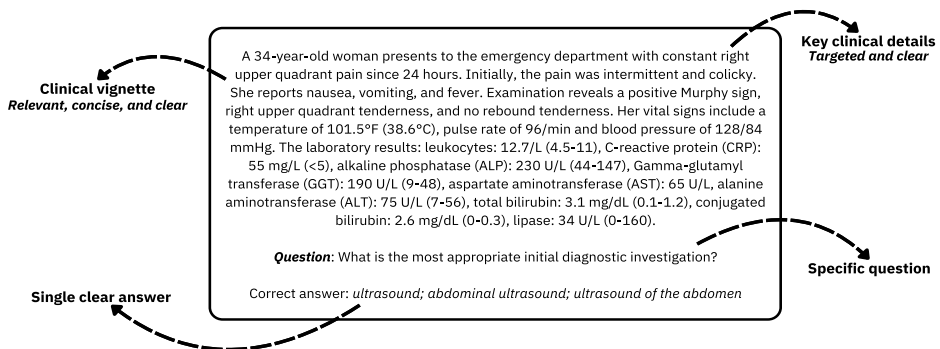 A 34-year-old woman presents to the emergency department with constant right
upper quadrant pain since 24 hours. Initially, the pain was intermittent and colicky.
She reports nausea, vomiting, and fever. Examination reveals a positive Murphy sign,
right upper quadrant tenderness, and no rebound tenderness. Her vital signs include a
temperature of 101.5°F (38.6°C), pulse rate of 96/min and blood pressure of 128/84
mmHg. The laboratory results: leukocytes: 12.7/L (4.5-11), C-reactive protein (CRP):
55 mg/L (<5), alkaline phosphatase (ALP): 230 U/L (44-147), Gamma-glutamyl
transferase (GGT): 190 U/L (9-48), aspartate aminotransferase (AST): 65 U/L, alanine
aminotransferase (ALT): 75 U/L (7-56), total bilirubin: 3.1 mg/dL (0.1-1.2), conjugated
bilirubin: 2.6 mg/dL (0-0.3), lipase: 34 U/L (0-160).
Question: What is the most appropriate initial diagnostic investigation?
Correct answer: ultrasound; abdominal ultrasound; ultrasound of the abdomen
Clinical vignette
Relevant, concise, and clear
Key clinical details
Targeted and clear
Specific question
Single clear answer